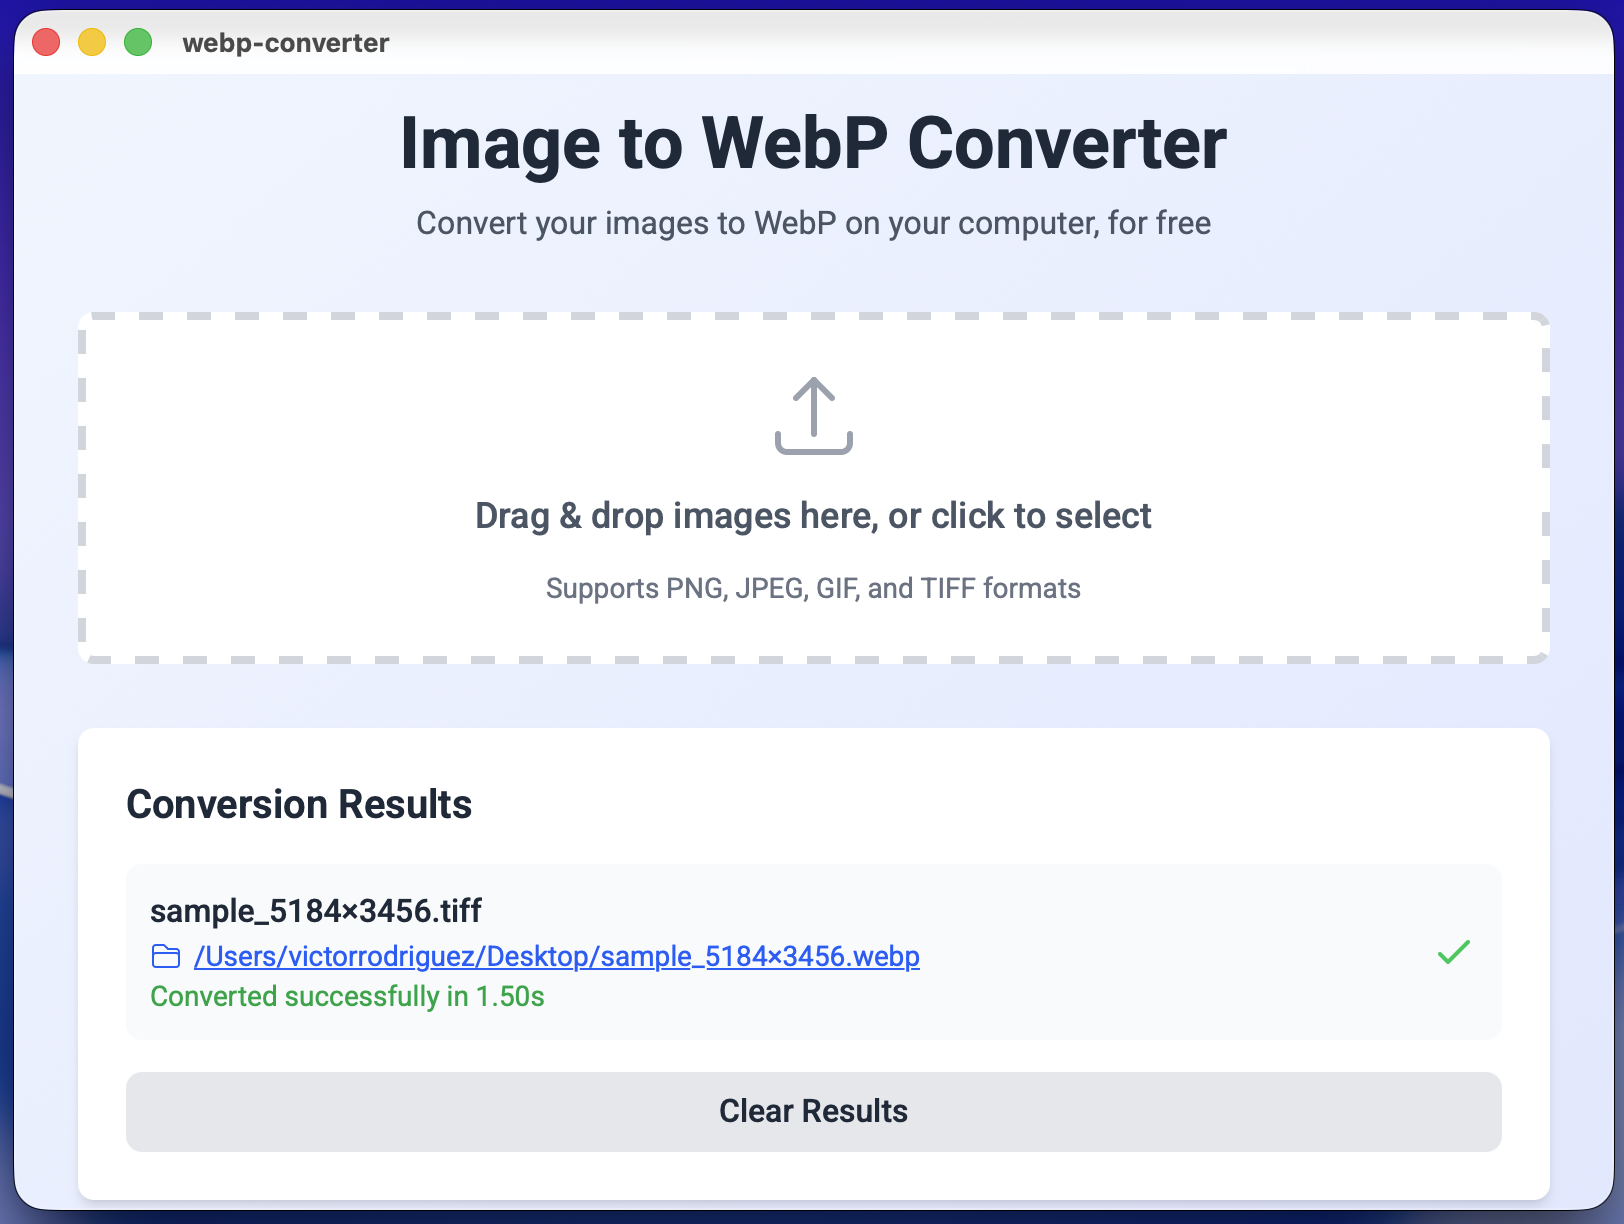 webp-converter
Image to WebP Converter
Convert your images to WebP on your computer, for free
Drag & drop images here, or click to select
Supports PNG, JPEG, GIF, and TIFF formats
Conversion Results
sample_5184×3456.tiff
/Users/victorrodriguez/Desktop/sample_5184×3456.webp
Converted successfully in 1.50s
Clear Results